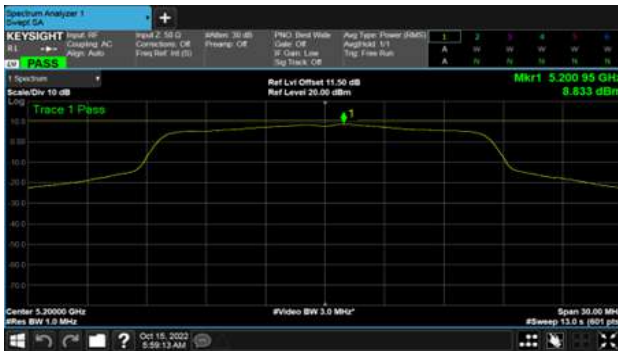 Spectrum Analyzer 1
Swept SA
+
KEYSIGHT
Input: RF
Input Z: 50 Ω
#Atten: 30 dB
PNO: Best Wide
Avg Type: Power (RMS)
1 2 3 4 5 6
RL
Coupling: AC
Corrections: Off
Preamp: Off
Gate: Off
Avg|Hold: 1/1
A W W W W W
Align: Auto
Freq Ref: Int (S)
IF Gain: Low
Trig: Free Run
A N N N N N
PASS
Sig Track: Off
1 Spectrum
Ref Lvl Offset 11.50 dB
Mkr1 5.200 95 GHz
Scale/Div 10 dB
Ref Level 20.00 dBm
8.833 dBm
Log
Trace 1 Pass
1
10.0
0.00
-10.0
-20.0
-30.0
-40.0
-50.0
-60.0
-70.0
Center 5.20000 GHz
#Video BW 3.0 MHz*
Span 30.00 MH
#Res BW 1.0 MHz
#Sweep 13.0 s (601 pts
?
Oct 15, 2022
5:59:13 AM